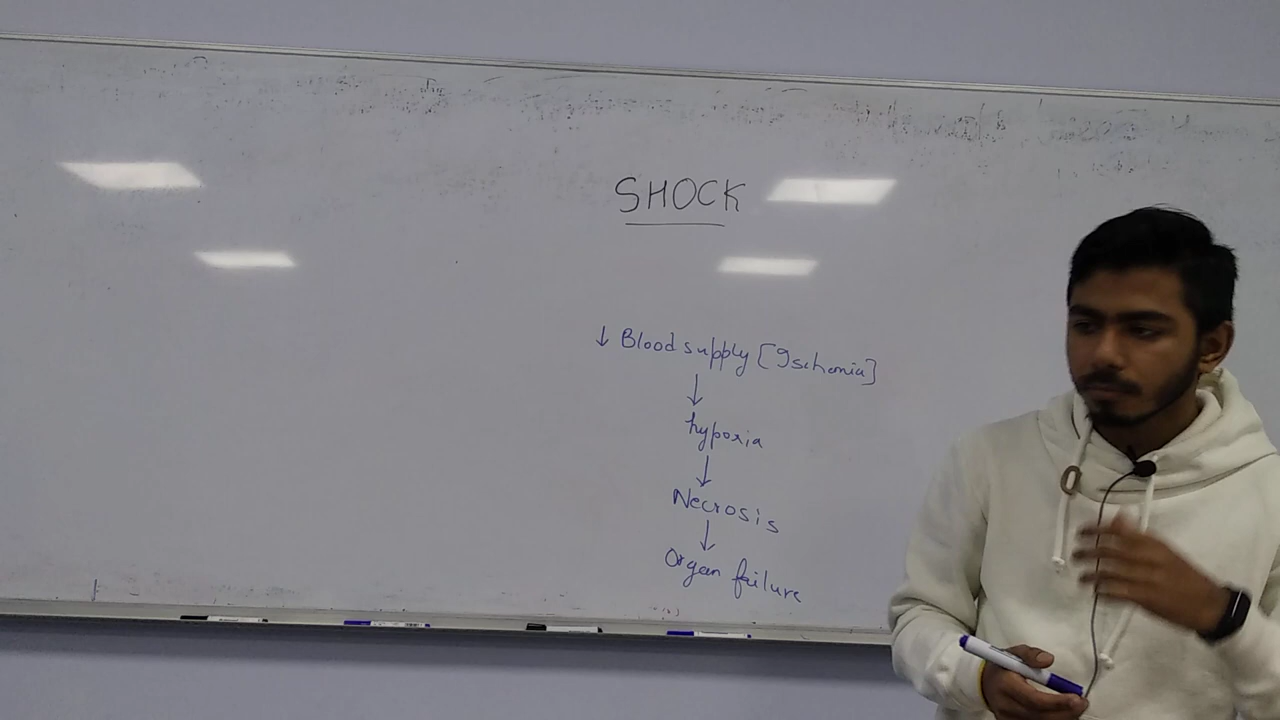 SHOCK
↓ Blood supply [Ischemia]
↓
hypoxia
↓
Necrosis
↓
Organ failure